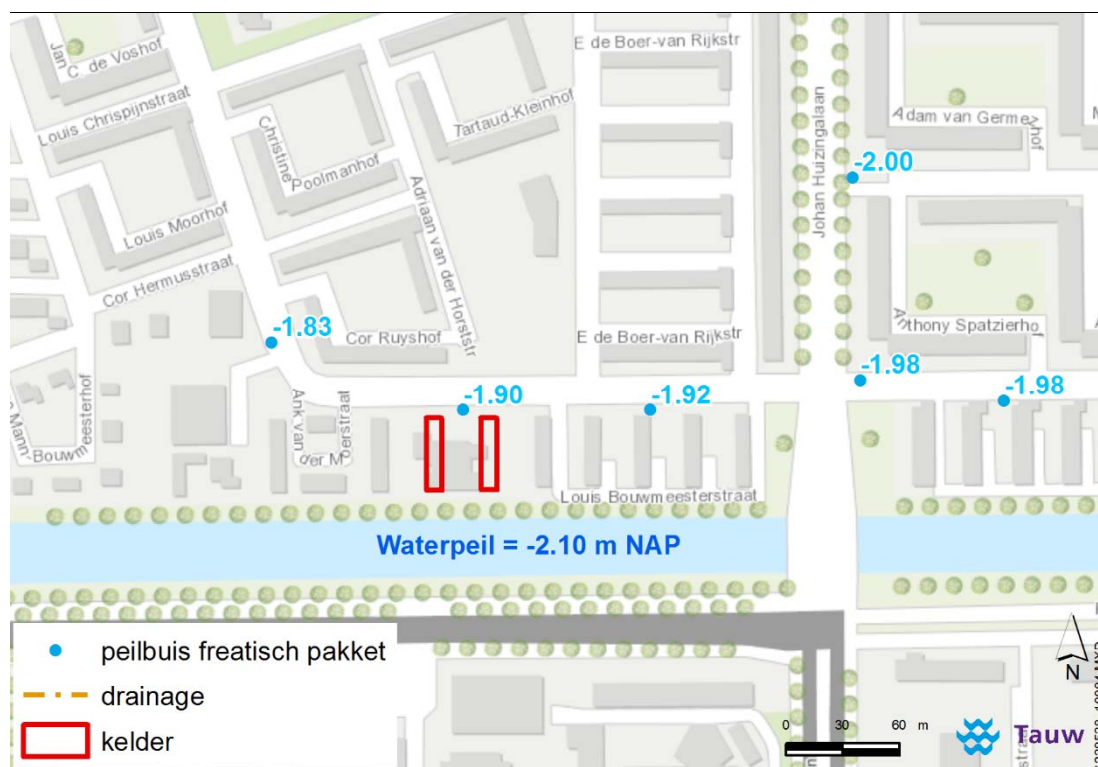 Jan
C. de Voshof
Louis Chrispijnstraat
Christine
Poolmanhof
Tartaud-Kleinhof
E de Boer-van Rijkstr
Johan Huizingalaan
Adam van Germe
hof
-2.00
Louis Moorhof
Adriaan van der Horststr
Cor Hermusstraat
-1.83
Cor Ruyshof
E de Boer-van Rijkstr
Anthony Spatzierhof
-1.98
-1.90
-1.92
-1.98
Mann-
Bouwmeesterhof
Ank van
der Moerstraat
Louis Bouwmeesterstraat
Waterpeil = -2.10 m NAP
peilbuis freatisch pakket
drainage
kelder
0 30 60 m
N
Tauw
straat